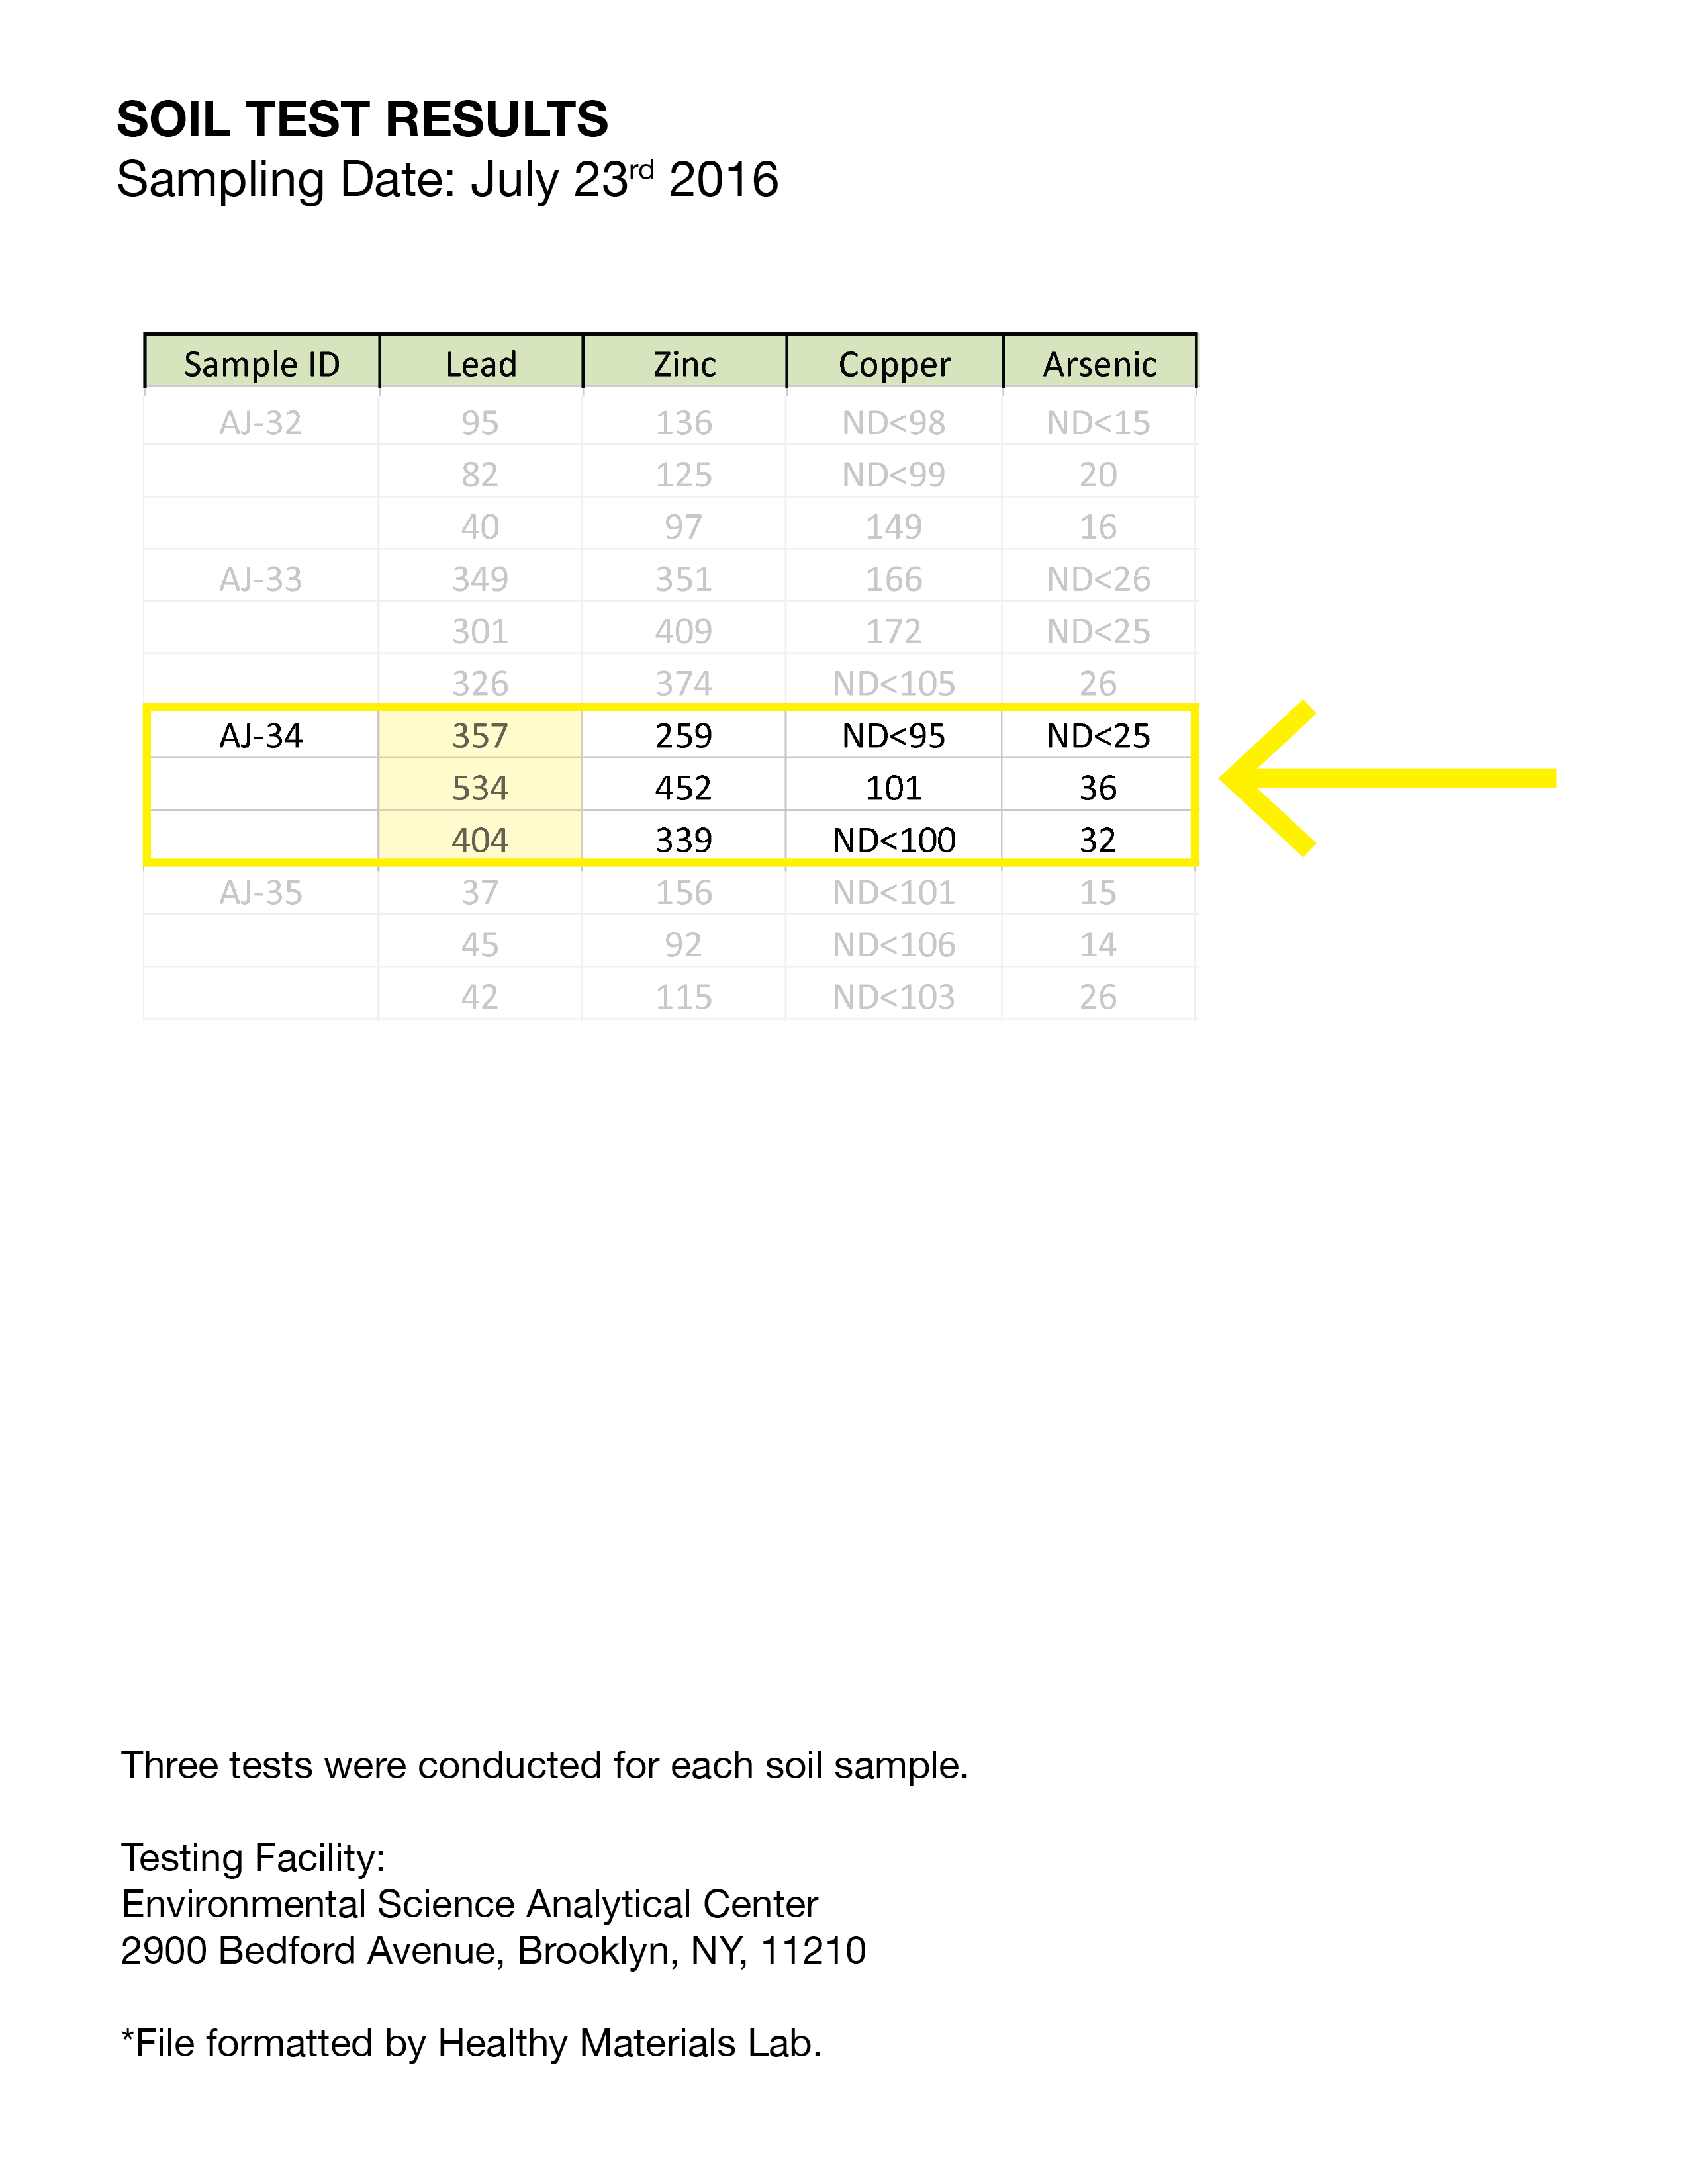 SOIL TEST RESULTS
Sampling Date: July 23rd 2016
Sample ID Lead Zinc Copper Arsenic
AJ-32 95 136 ND<98 ND<15
82 125 ND<99 20
40 97 149 16
AJ-33 349 351 166 ND<26
301 409 172 ND<25
326 374 ND<105 26
AJ-34 357 259 ND<95 ND<25
534 452 101 36
404 339 ND<100 32
AJ-35 37 156 ND<101 15
45 92 ND<106 14
42 115 ND<103 26
Three tests were conducted for each soil sample.
Testing Facility:
Environmental Science Analytical Center
2900 Bedford Avenue, Brooklyn, NY, 11210
*File formatted by Healthy Materials Lab.